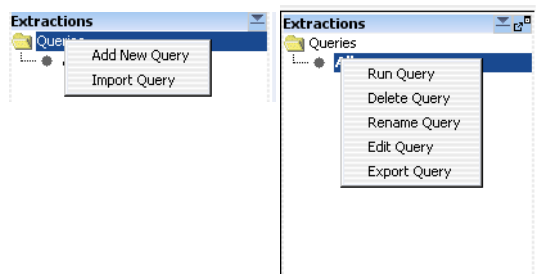 Extractions
Queries
Add New Query
Import Query
Extractions
Queries
All
Run Query
Delete Query
Rename Query
Edit Query
Export Query